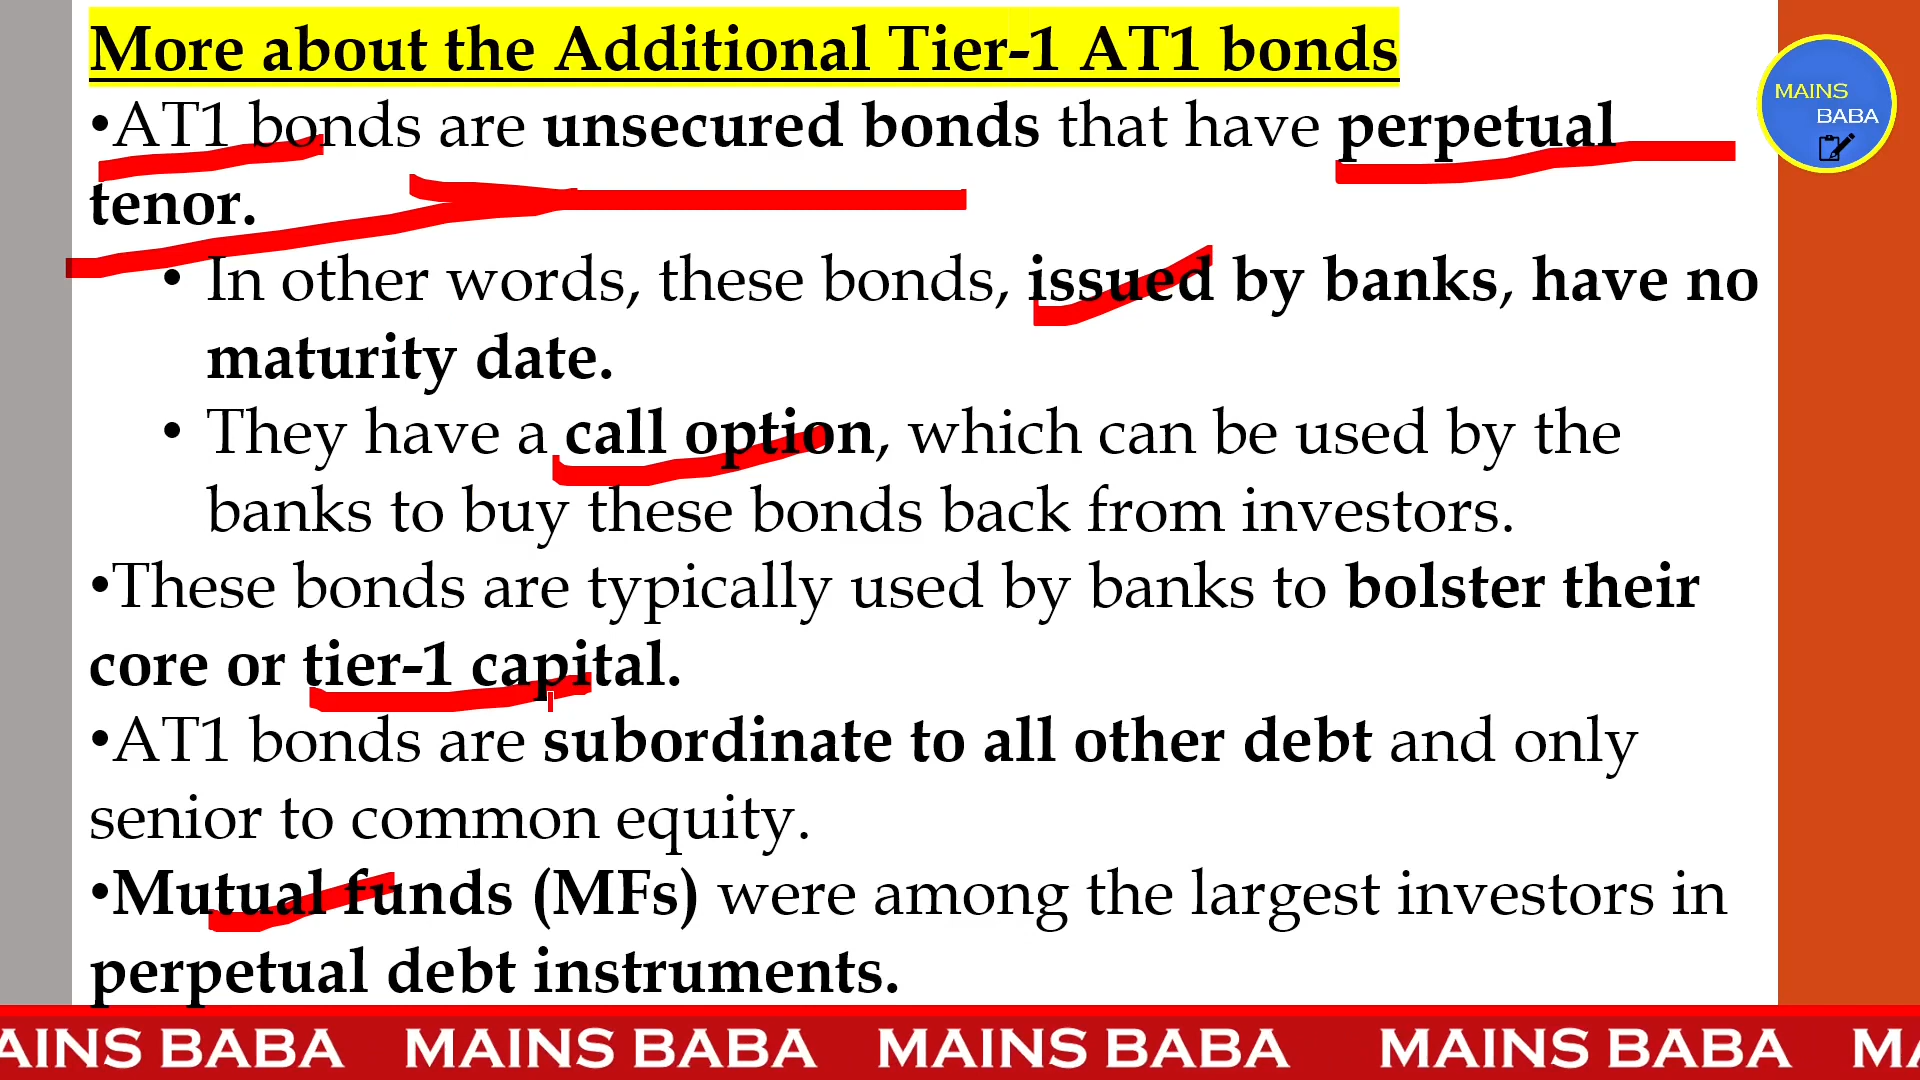 More about the Additional Tier-1 AT1 bonds
•AT1 bonds are unsecured bonds that have perpetual
tenor.
• In other words, these bonds, issued by banks, have no
maturity date.
• They have a call option, which can be used by the
banks to buy these bonds back from investors.
•These bonds are typically used by banks to bolster their
core or tier-1 capital.
•AT1 bonds are subordinate to all other debt and only
senior to common equity.
•Mutual funds (MFs) were among the largest investors in
perpetual debt instruments.
MAINS
BABA
AINS BABA MAINS BABA MAINS BABA MAINS BABA MA